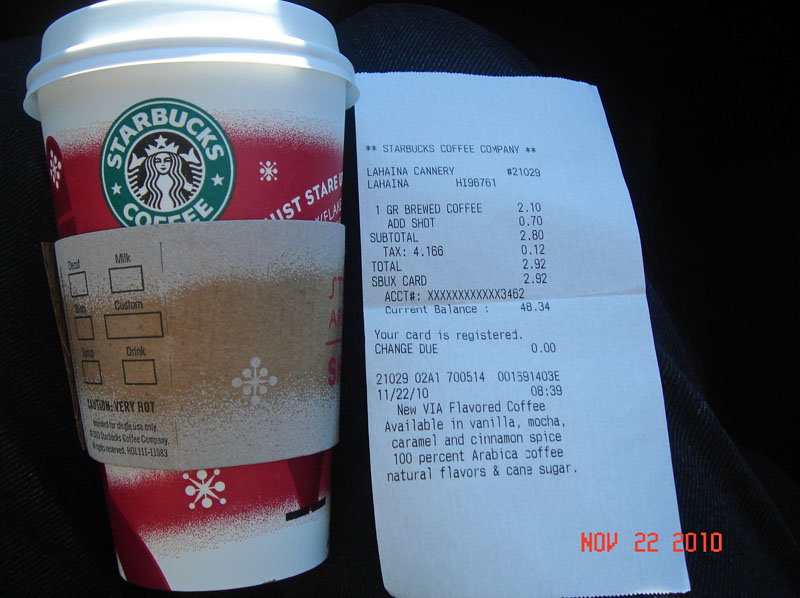 STARBUCKS
COFFEE
JUST STARE
Decaf
Milk
Shots
Custom
Syrup
Drink
CAUTION: VERY HOT
Intended for single use only.
© 2010 Starbucks Coffee Company.
All rights reserved. HOL111-11083
** STARBUCKS COFFEE COMPANY **
LAHAINA CANNERY #21029
LAHAINA HI96761
1 GR BREWED COFFEE 2.10
ADD SHOT 0.70
SUBTOTAL 2.80
TAX: 4.166 0.12
TOTAL 2.92
SBUX CARD 2.92
ACCT#: XXXXXXXXXXXX3462
Current Balance : 48.34
Your card is registered.
CHANGE DUE 0.00
21029 02A1 700514 001691403E
11/22/10 08:39
New VIA Flavored Coffee
Available in vanilla, mocha,
caramel and cinnamon spice
100 percent Arabica coffee
natural flavors & cane sugar.
NOV 22 2010